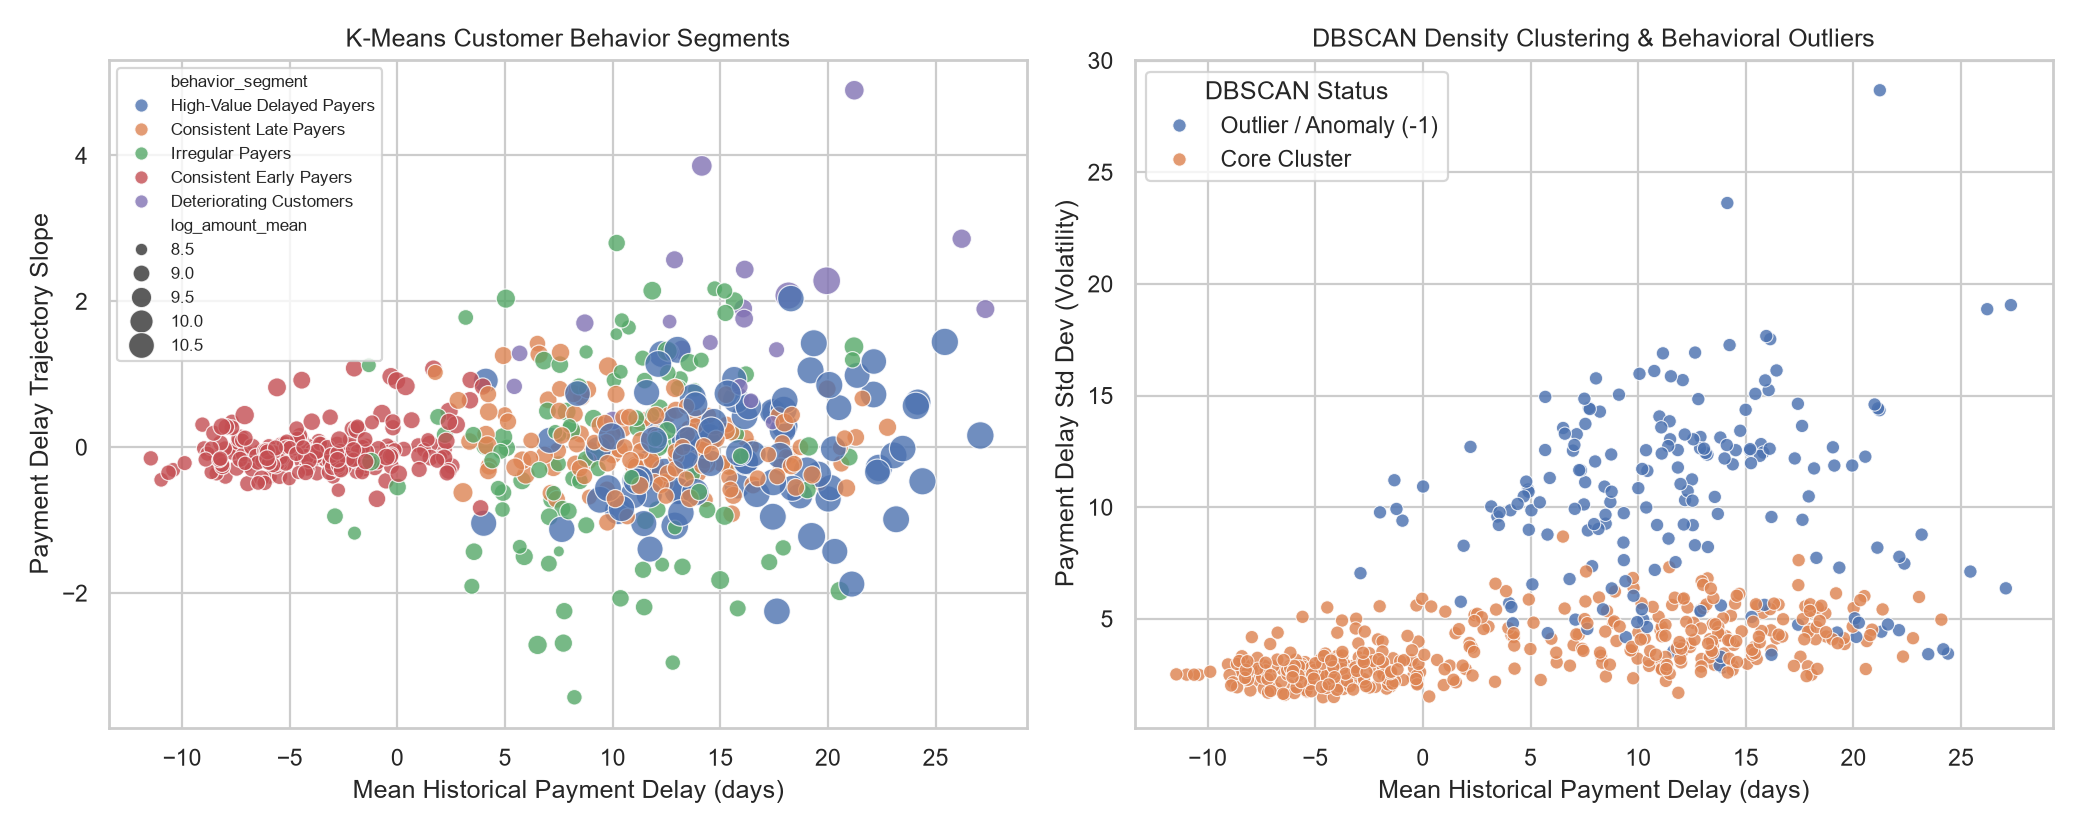 K-Means Customer Behavior Segments
behavior_segment
High-Value Delayed Payers
Consistent Late Payers
Irregular Payers
Consistent Early Payers
Deteriorating Customers
log_amount_mean
8.5
9.0
9.5
10.0
10.5
4
2
0
−2
Payment Delay Trajectory Slope
−10 −5 0 5 10 15 20 25
Mean Historical Payment Delay (days)
DBSCAN Density Clustering & Behavioral Outliers
DBSCAN Status
Outlier / Anomaly (-1)
Core Cluster
30
25
20
15
10
5
Payment Delay Std Dev (Volatility)
−10 −5 0 5 10 15 20 25
Mean Historical Payment Delay (days)